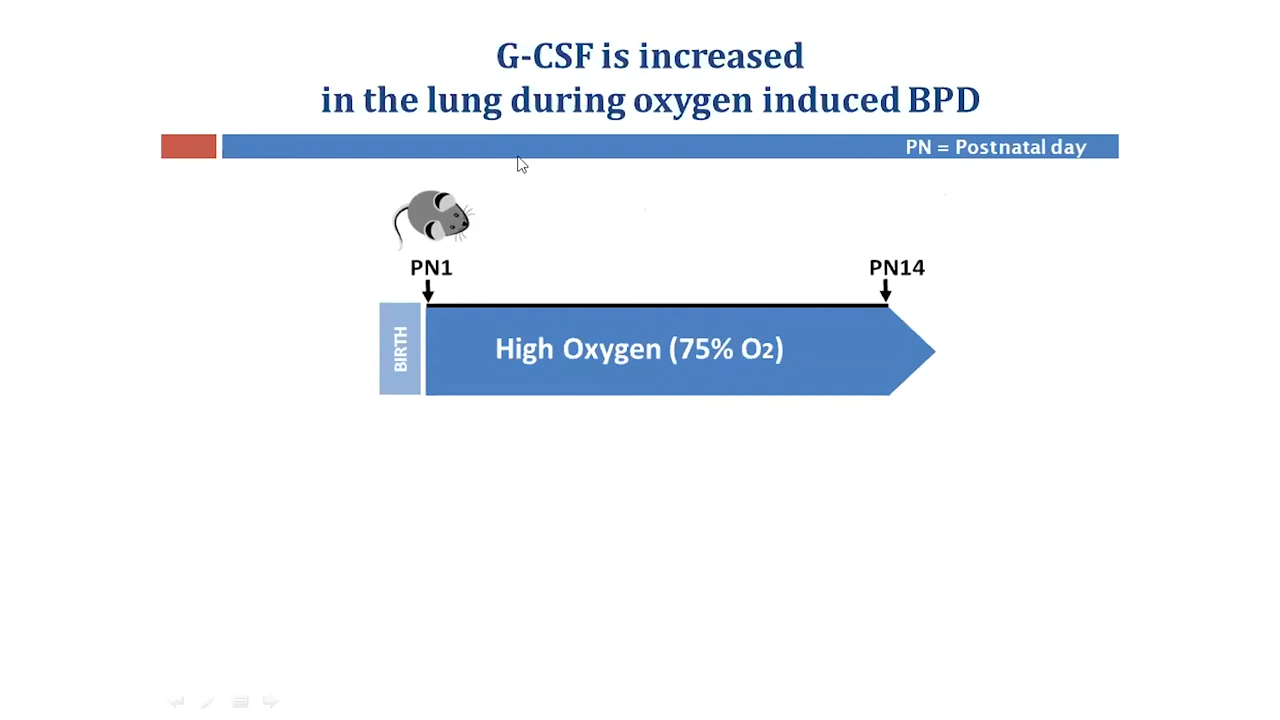 G-CSF is increased
in the lung during oxygen induced BPD
PN = Postnatal day
PN1
PN14
BIRTH
High Oxygen (75% O2)